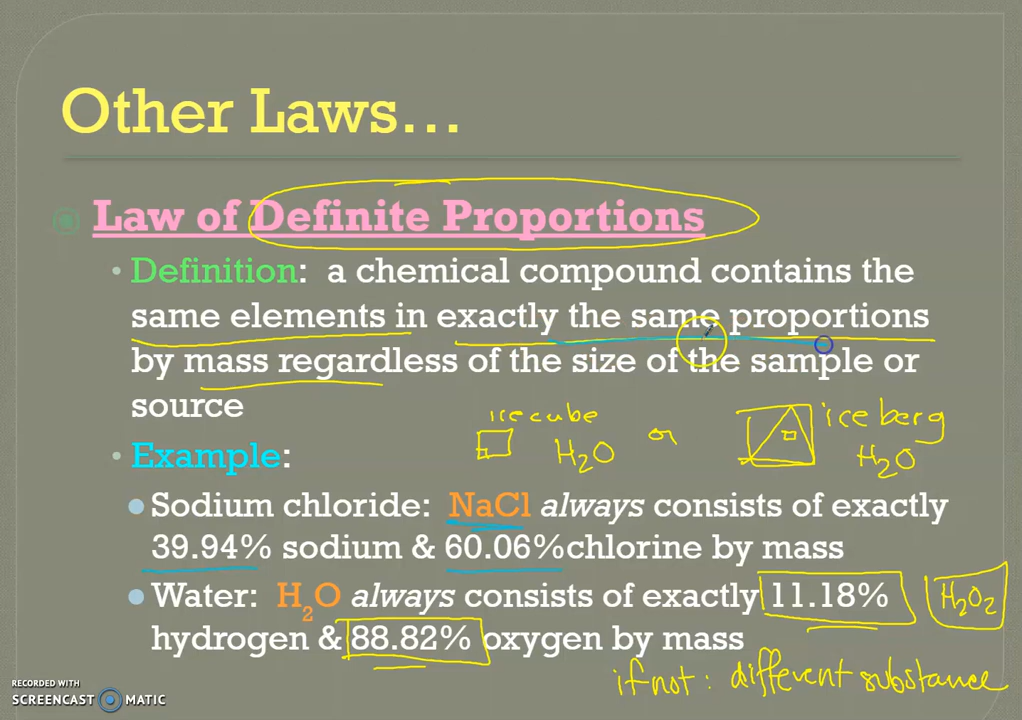 Other Laws...
Law of Definite Proportions
• Definition: a chemical compound contains the
same elements in exactly the same proportions
by mass regardless of the size of the sample or
source
ice cube
H₂O or
iceberg
H₂O
• Example:
Sodium chloride: NaCl always consists of exactly
39.94% sodium & 60.06%chlorine by mass
Water: H₂O always consists of exactly 11.18%
H₂O₂
hydrogen & 88.82% oxygen by mass
if not: different substance
RECORDED WITH
SCREENCAST MATIC